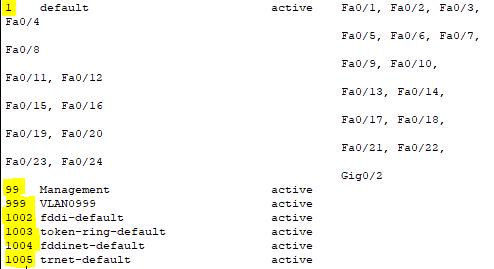 1 default active Fa0/1, Fa0/2, Fa0/3,
Fa0/4
Fa0/5, Fa0/6, Fa0/7,
Fa0/8
Fa0/9, Fa0/10,
Fa0/11, Fa0/12
Fa0/13, Fa0/14,
Fa0/15, Fa0/16
Fa0/17, Fa0/18,
Fa0/19, Fa0/20
Fa0/21, Fa0/22,
Fa0/23, Fa0/24
Gig0/2
99 Management active
999 VLAN0999 active
1002 fddi-default active
1003 token-ring-default active
1004 fddinet-default active
1005 trnet-default active